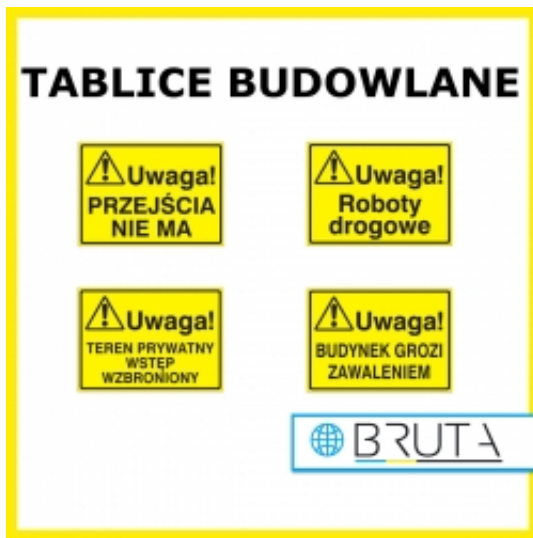 TABLICE BUDOWLANE
Uwaga!
PRZEJŚCIA
NIE MA
Uwaga!
Roboty
drogowe
Uwaga!
TEREN PRYWATNY
WSTĘP
WZBRONIONY
Uwaga!
BUDYNEK GROZI
ZAWALENIEM
BRUTA